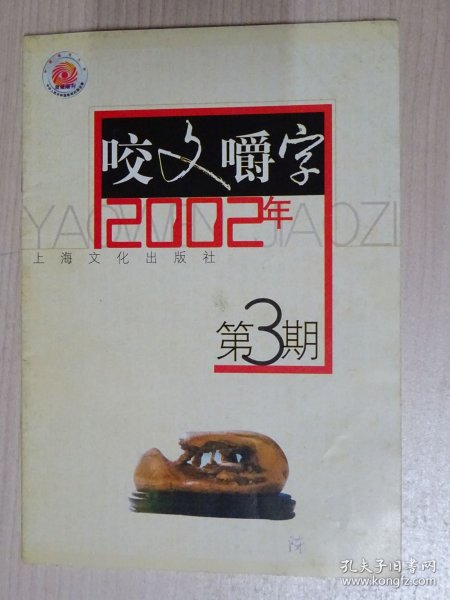 咬文嚼字
YAOWENJIAOZI
2002年
上海文化出版社
第3期
孔夫子旧书网
www.kongfz.com